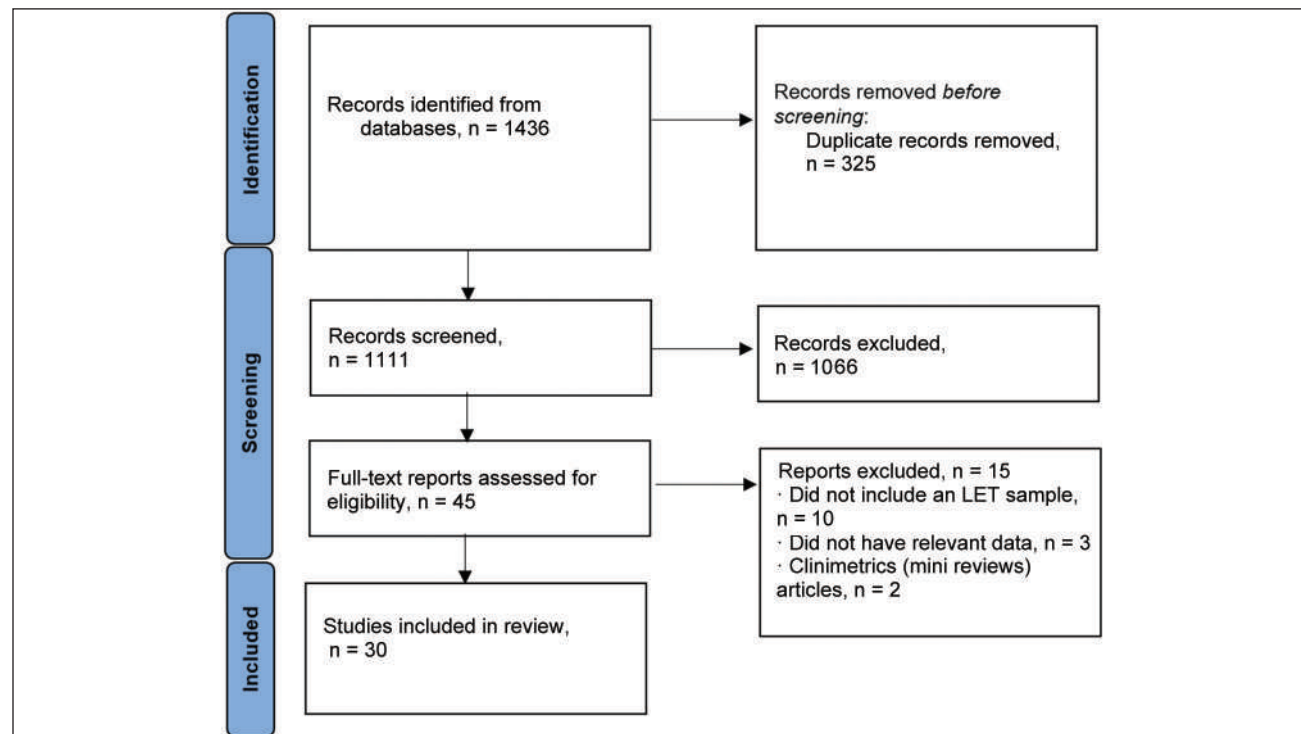 Identification
Records identified from
databases, n = 1436
Records removed before
screening:
Duplicate records removed,
n = 325
Screening
Records screened,
n = 1111
Records excluded,
n = 1066
Full-text reports assessed for
eligibility, n = 45
Reports excluded, n = 15
· Did not include an LET sample,
n = 10
· Did not have relevant data, n = 3
· Clinimetrics (mini reviews)
articles, n = 2
Included
Studies included in review,
n = 30